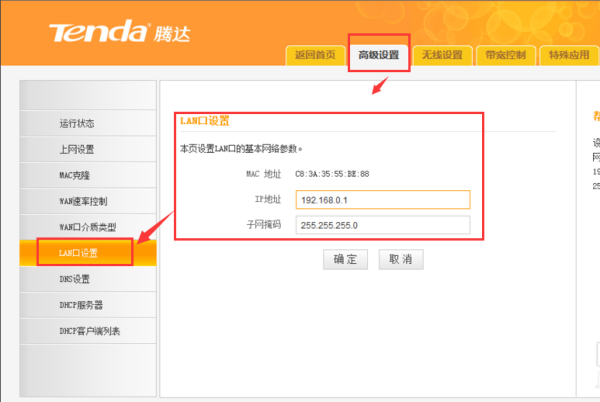 Tenda 腾达
返回首页 高级设置 无线设置 带宽控制 特殊应用
运行状态
上网设置
MAC克隆
WAN速率控制
WAN口介质类型
LAN口设置
DNS设置
DHCP服务器
DHCP客户端列表
LAN口设置
本页设置LAN口的基本网络参数。
MAC 地址 C8:3A:35:55:BE:88
IP地址 192.168.0.1
子网掩码 255.255.255.0
确 定 取 消
设
网
19
25